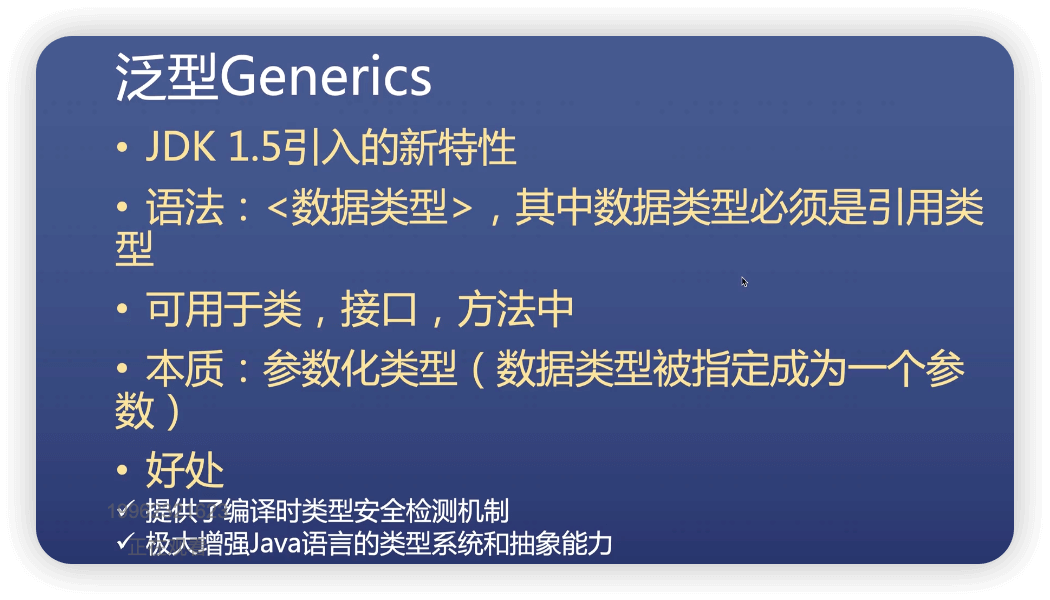 泛型Generics
• JDK 1.5引入的新特性
• 语法：<数据类型>，其中数据类型必须是引用类
型
• 可用于类，接口，方法中
• 本质：参数化类型（数据类型被指定成为一个参
数）
• 好处
✓ 提供了编译时类型安全检测机制
✓ 极大增强Java语言的类型系统和抽象能力